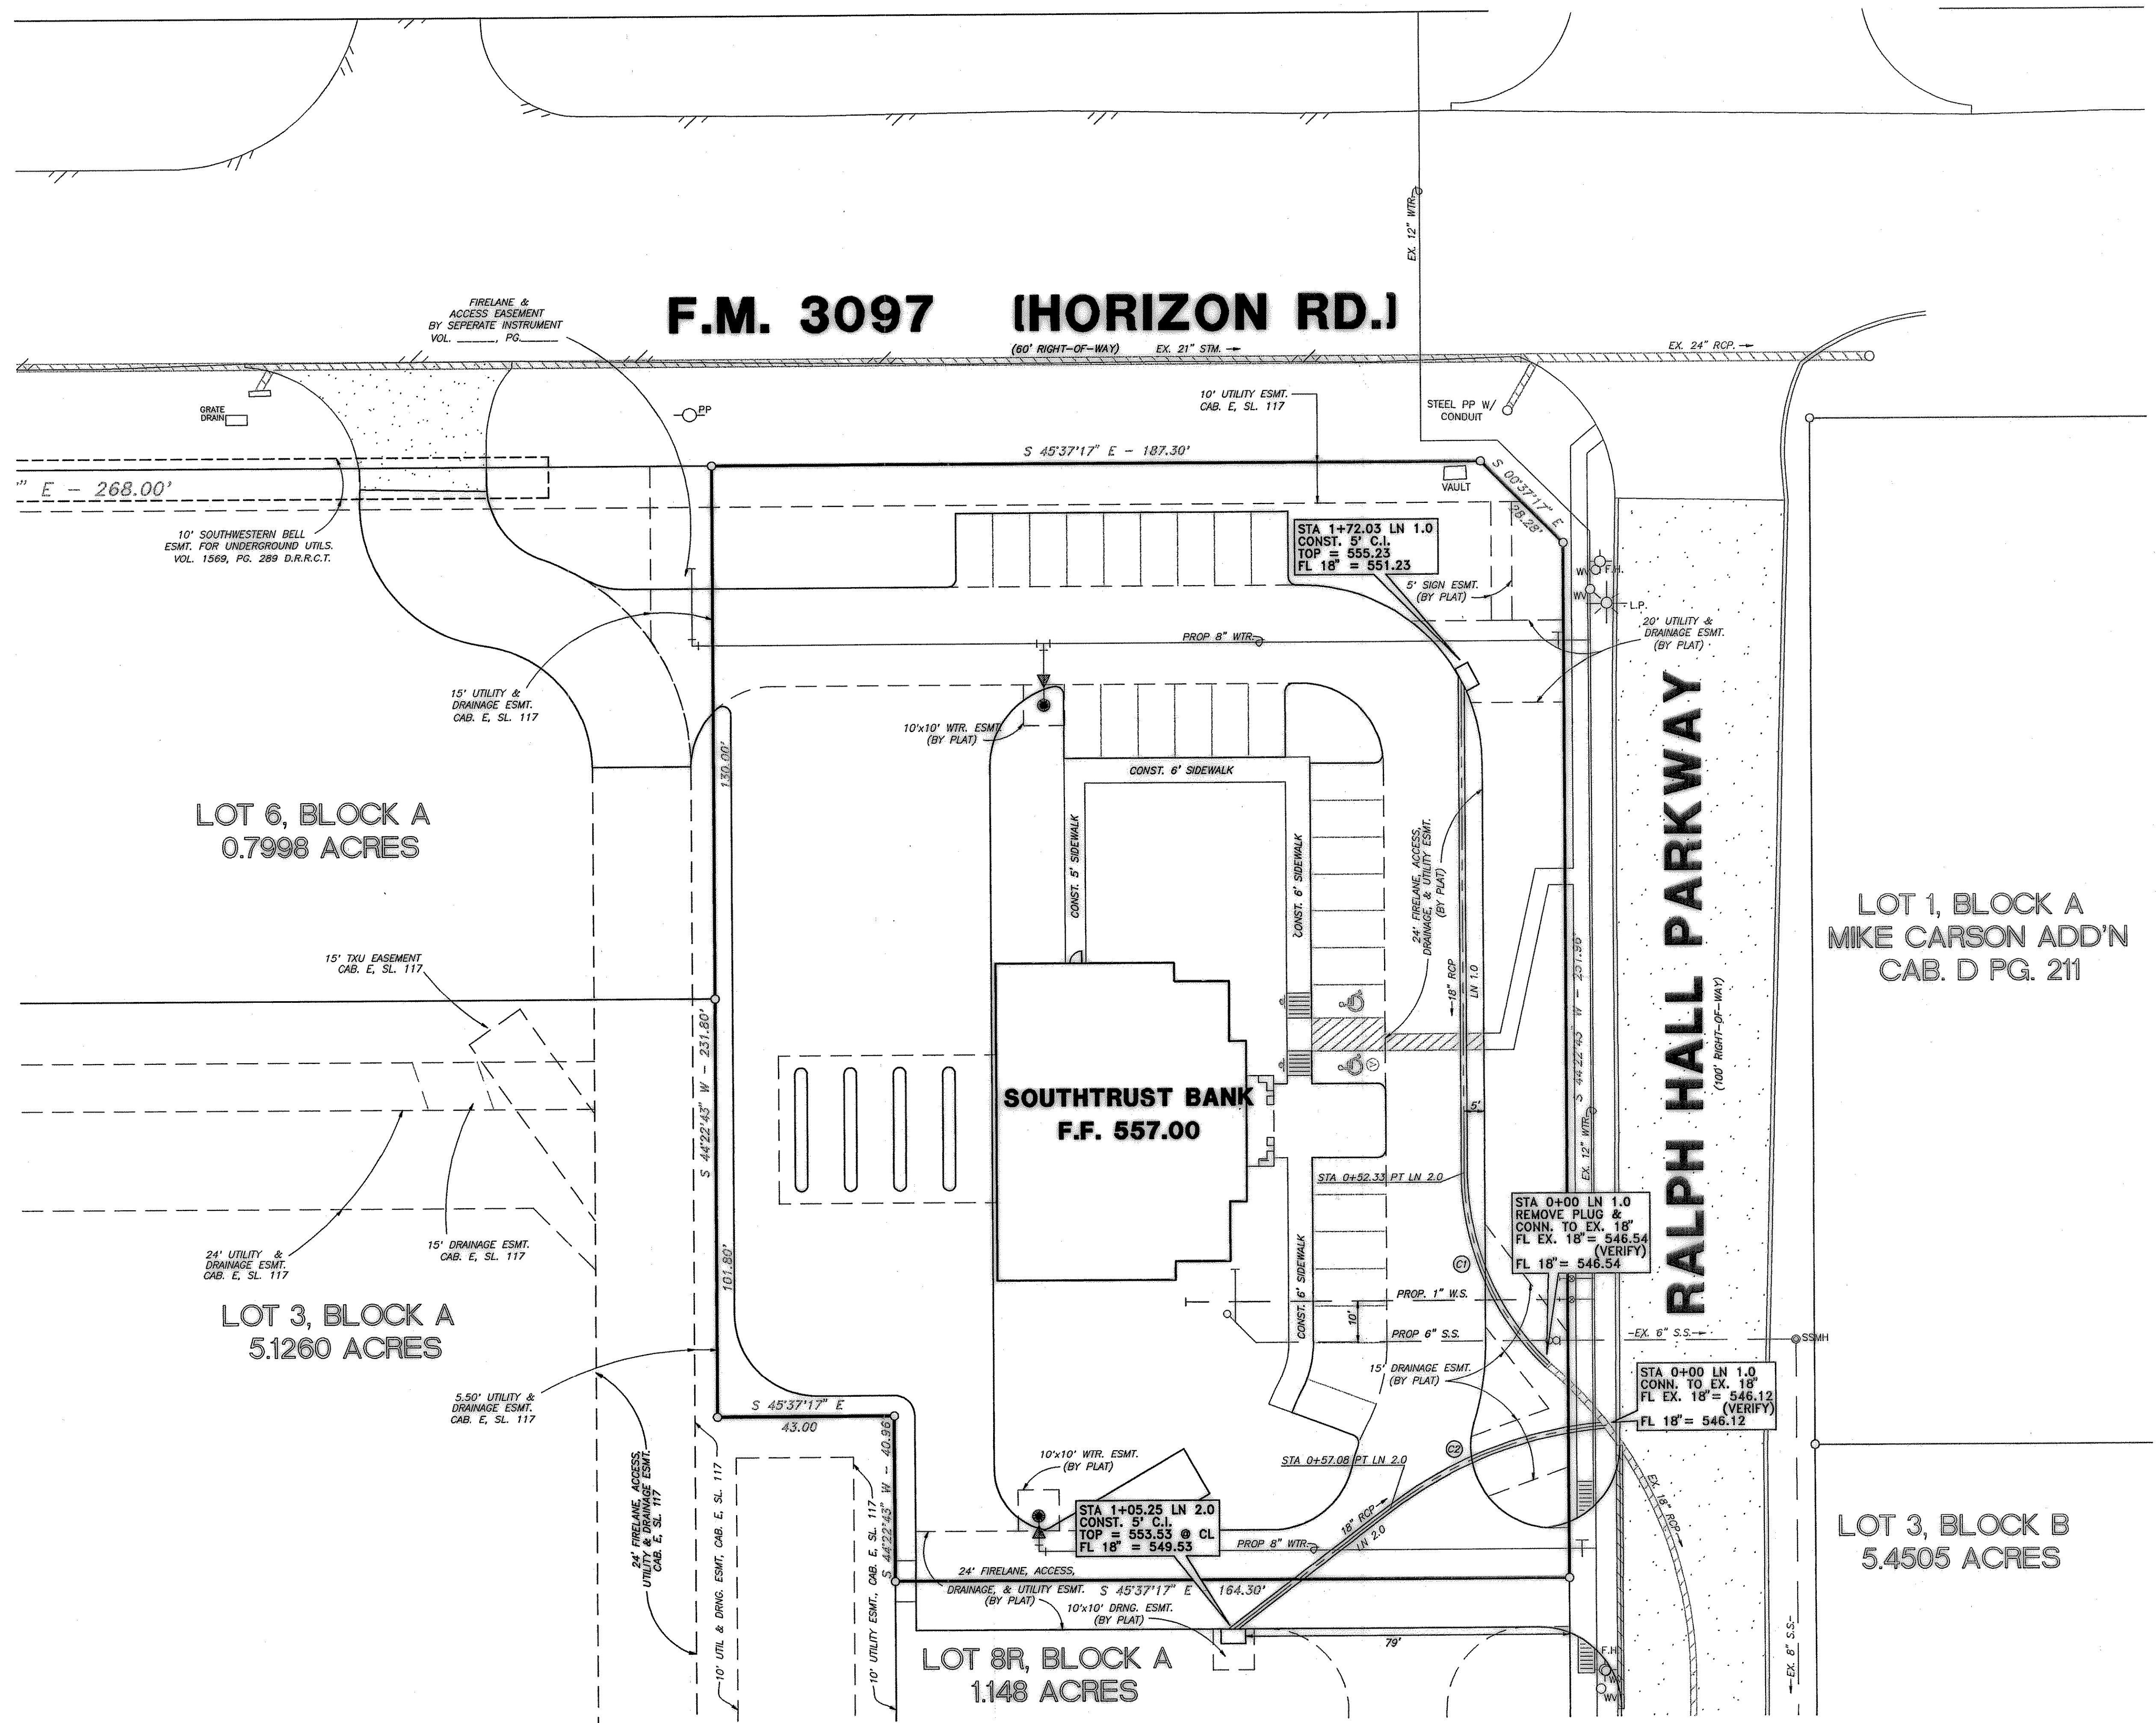 EX. 12" WTR.
FIRELANE &
ACCESS EASEMENT
BY SEPERATE INSTRUMENT
VOL. ______, PG.______
F.M. 3097 (HORIZON RD.)
(60' RIGHT-OF-WAY) EX. 21" STM.
EX. 24" RCP.
GRATE
DRAIN
PP
10' UTILITY ESMT.
CAB. E, SL. 117
STEEL PP W/
CONDUIT
S 45°37'17" E - 187.30'
" E - 268.00'
VAULT
S 00°37'17" E
28.28'
10' SOUTHWESTERN BELL
ESMT. FOR UNDERGROUND UTILS.
VOL. 1569, PG. 289 D.R.R.C.T.
STA 1+72.03 LN 1.0
CONST. 5' C.I.
TOP = 555.23
FL 18" = 551.23
5' SIGN ESMT.
(BY PLAT)
WV
F.H.
WV
L.P.
20' UTILITY &
DRAINAGE ESMT.
(BY PLAT)
PROP 8" WTR.
15' UTILITY &
DRAINAGE ESMT.
CAB. E, SL. 117
10'x10' WTR. ESMT.
(BY PLAT)
CONST. 6' SIDEWALK
130.00'
LOT 6, BLOCK A
0.7998 ACRES
CONST. 5' SIDEWALK
CONST. 6' SIDEWALK
24' FIRELANE, ACCESS,
DRAINAGE, & UTILITY ESMT.
(BY PLAT)
RALPH HALL PARKWAY
(100' RIGHT-OF-WAY)
LOT 1, BLOCK A
MIKE CARSON ADD'N
CAB. D PG. 211
15' TXU EASEMENT
CAB. E, SL. 117
18" RCP
LN 1.0
S 44°22'43" W - 231.96'
S 44°22'43" W - 231.80'
V
SOUTHTRUST BANK
F.F. 557.00
5'
EX. 12" WTR.
STA 0+52.33 PT LN 2.0
STA 0+00 LN 1.0
REMOVE PLUG &
CONN. TO EX. 18"
FL EX. 18"= 546.54
(VERIFY)
FL 18"= 546.54
24' UTILITY &
DRAINAGE ESMT.
CAB. E, SL. 117
15' DRAINAGE ESMT.
CAB. E, SL. 117
101.80'
C1
CONST. 6' SIDEWALK
PROP. 1" W.S.
10'
PROP 6" S.S.
EX. 6" S.S.
SSMH
LOT 3, BLOCK A
5.1260 ACRES
15' DRAINAGE ESMT.
(BY PLAT)
STA 0+00 LN 1.0
CONN. TO EX. 18"
FL EX. 18"= 546.12
(VERIFY)
FL 18"= 546.12
5.50' UTILITY &
DRAINAGE ESMT.
CAB. E, SL. 117
S 45°37'17" E
43.00
S 44°22'43" W - 40.96'
C2
10'x10' WTR. ESMT.
(BY PLAT)
STA 0+57.08 PT LN 2.0
24' FIRELANE, ACCESS,
UTILITY & DRAINAGE ESMT.
CAB. E, SL 117
10' UTIL & DRNG. ESMT, CAB. E, SL. 117
10' UTILITY ESMT., CAB. E, SL. 117
STA 1+05.25 LN 2.0
CONST. 5' C.I.
TOP = 553.53 @ CL
FL 18" = 549.53
18" RCP
LN 2.0
EX. 18" RCP
PROP 8" WTR.
LOT 3, BLOCK B
5.4505 ACRES
24' FIRELANE, ACCESS,
DRAINAGE, & UTILITY ESMT.
(BY PLAT)
S 45°37'17" E 164.30'
10'x10' DRNG. ESMT.
(BY PLAT)
79'
LOT 8R, BLOCK A
1.148 ACRES
F.H.
WV
WV
EX. 8" S.S.